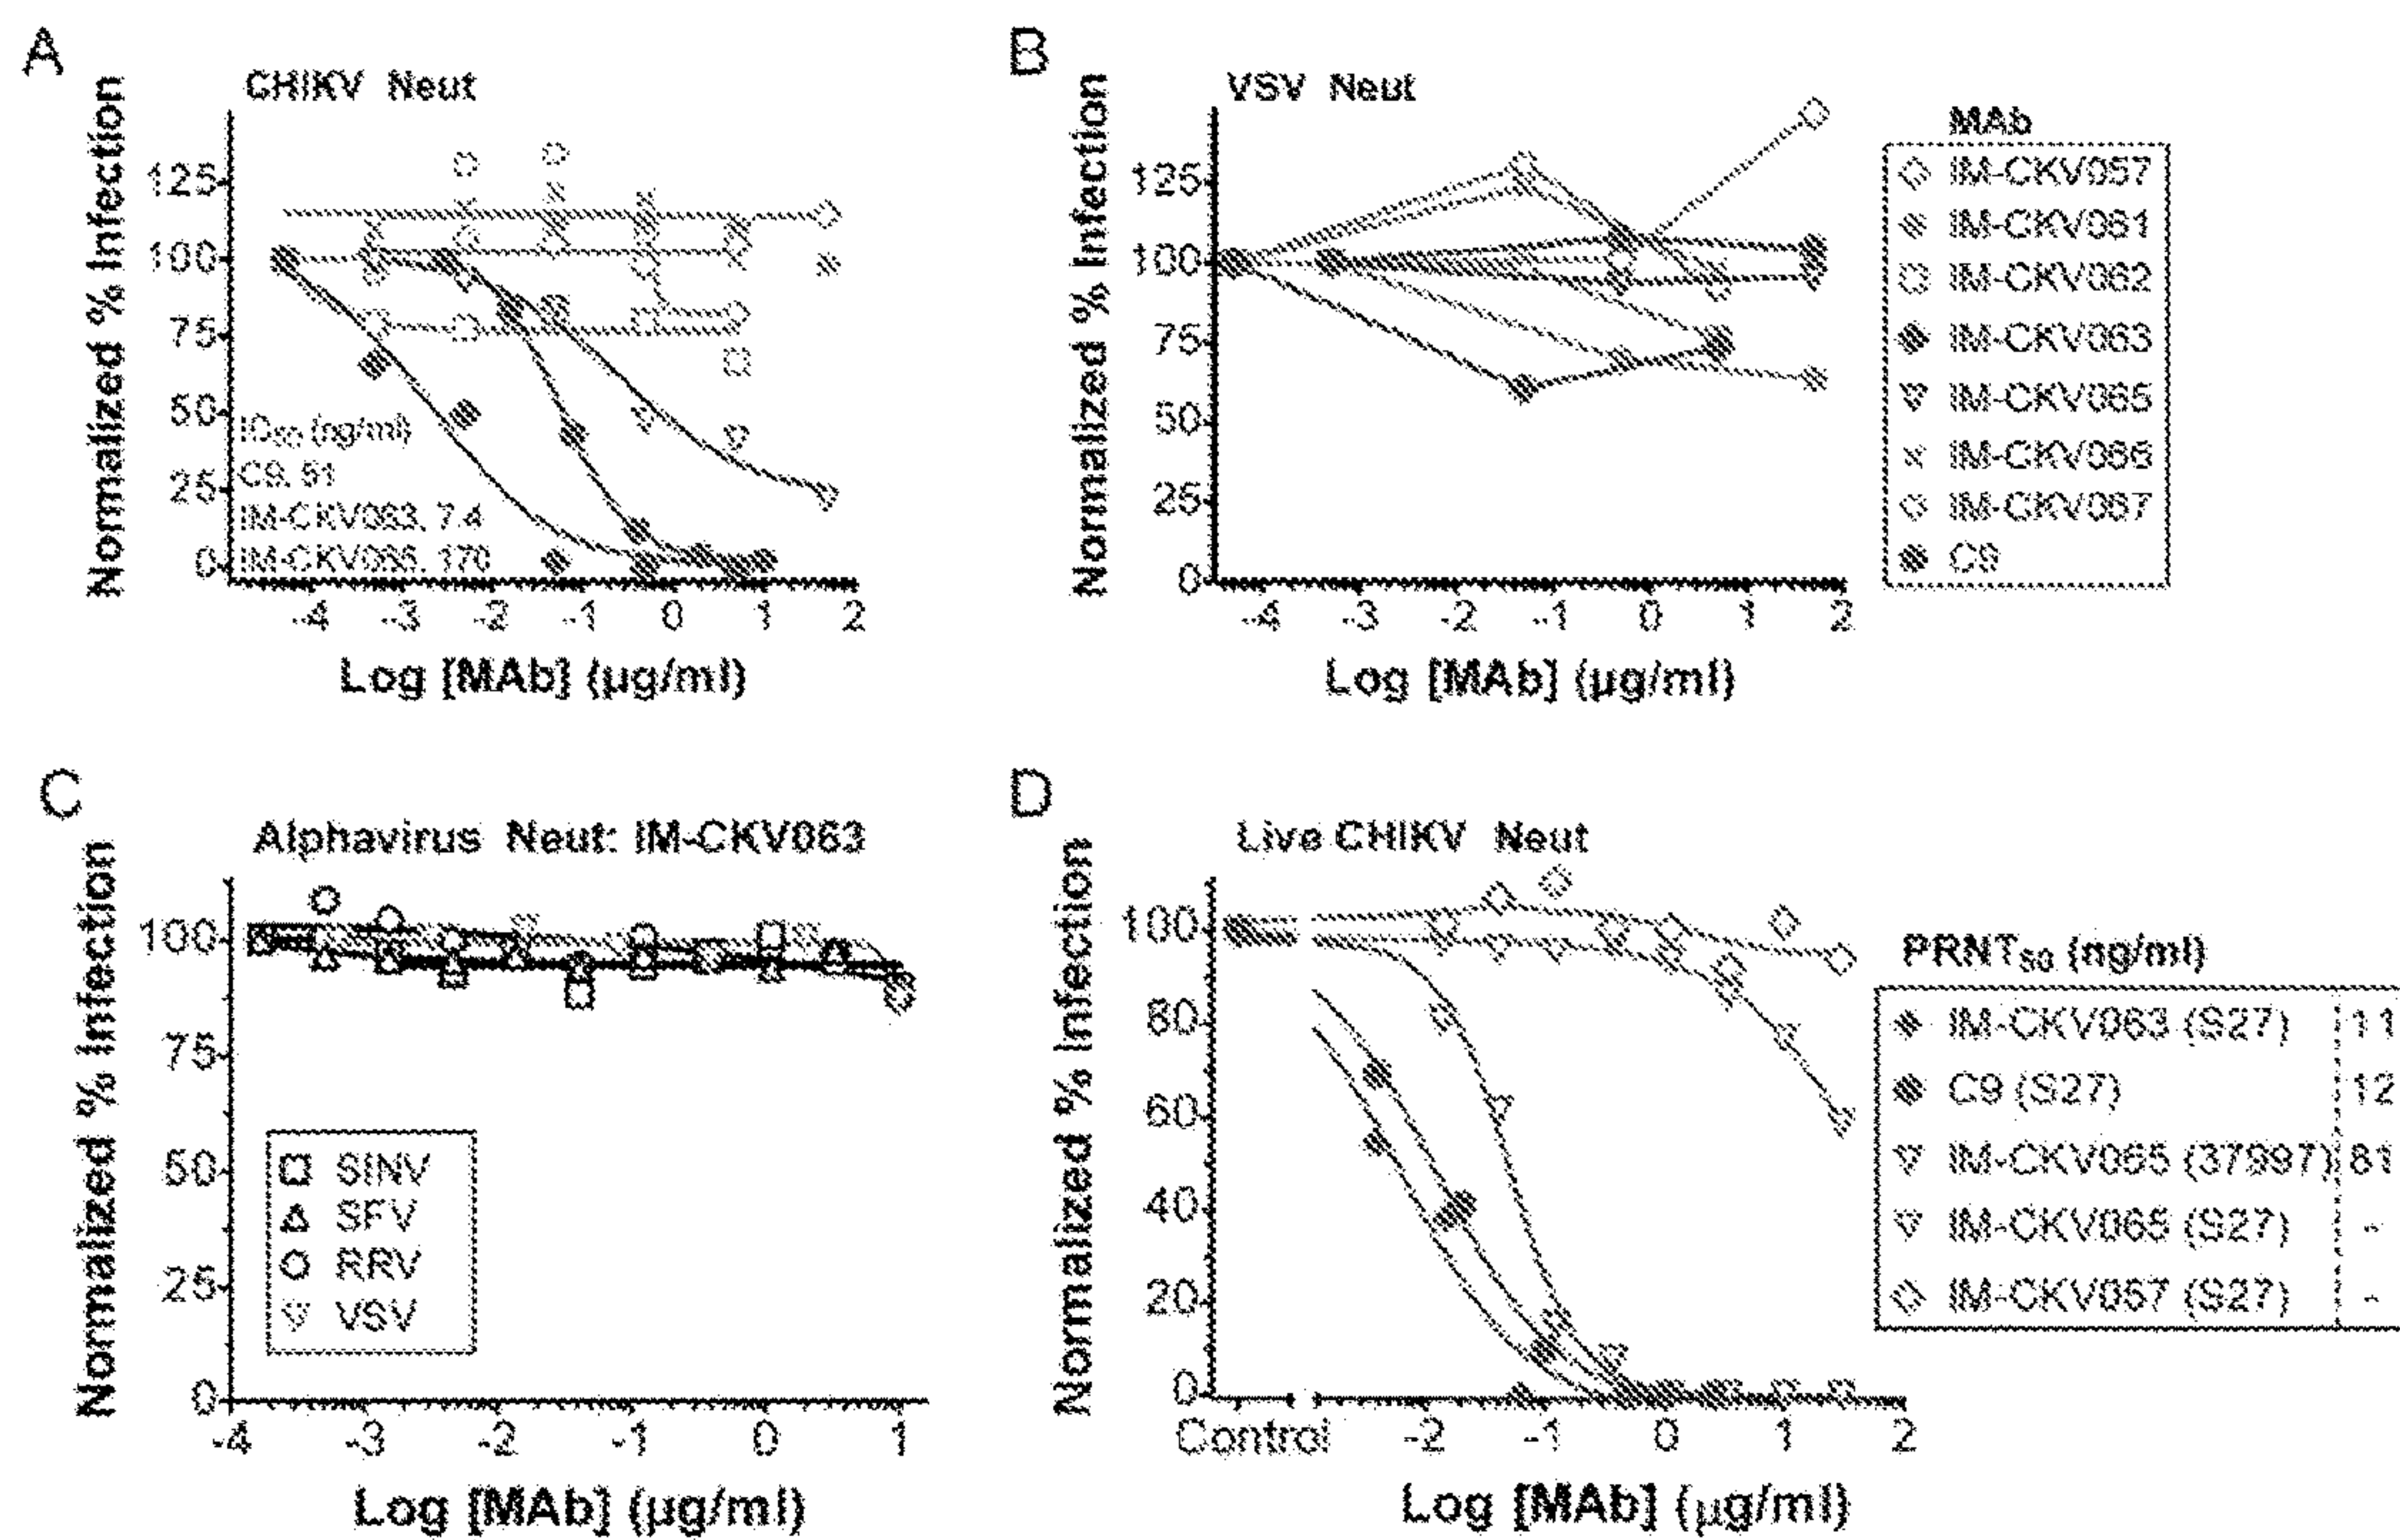 A
CHIKV Neut
Normalized % Infection
125
100
75
50
25
0
ID50 (ng/ml)
C9, 51
IM-CKV063, 7.4
IM-CKV065, 170
-4 -3 -2 -1 0 1 2
Log [MAb] (µg/ml)
B
VSV Neut
Normalized % Infection
125
100
75
50
25
0
-4 -3 -2 -1 0 1 2
Log [MAb] (µg/ml)
MAb
IM-CKV057
IM-CKV061
IM-CKV062
IM-CKV063
IM-CKV065
IM-CKV066
IM-CKV067
C9
C
Alphavirus Neut: IM-CKV063
Normalized % Infection
100
75
50
25
0
SINV
SFV
RRV
VSV
-4 -3 -2 -1 0 1
Log [MAb] (µg/ml)
D
Live CHIKV Neut
Normalized % Infection
100
80
60
40
20
0
Control -2 -1 0 1 2
Log [MAb] (µg/ml)
PRNT50 (ng/ml)
IM-CKV063 (S27) 11
C9 (S27) 12
IM-CKV065 (37997) 81
IM-CKV065 (S27) -
IM-CKV057 (S27) -